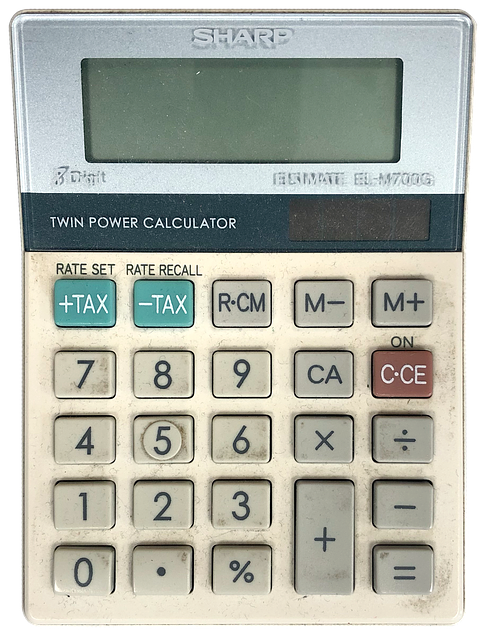 SHARP
8 Digit ELSIMATE EL-M700G
TWIN POWER CALCULATOR
RATE SET RATE RECALL
+TAX −TAX R·CM M− M+
ON
7 8 9 CA C·CE
4 5 6 × ÷
1 2 3 + −
0 · % =